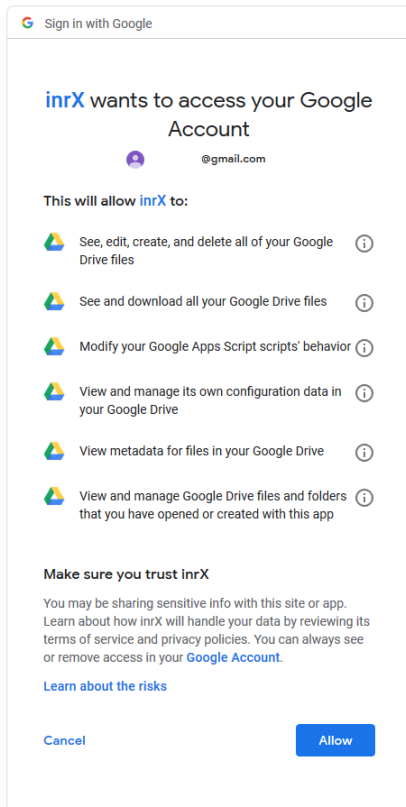 Sign in with Google
inrX wants to access your Google
Account
@gmail.com
This will allow inrX to:
See, edit, create, and delete all of your Google
Drive files
See and download all your Google Drive files
Modify your Google Apps Script scripts' behavior
View and manage its own configuration data in
your Google Drive
View metadata for files in your Google Drive
View and manage Google Drive files and folders
that you have opened or created with this app
Make sure you trust inrX
You may be sharing sensitive info with this site or app.
Learn about how inrX will handle your data by reviewing its
terms of service and privacy policies. You can always see
or remove access in your Google Account.
Learn about the risks
Cancel
Allow